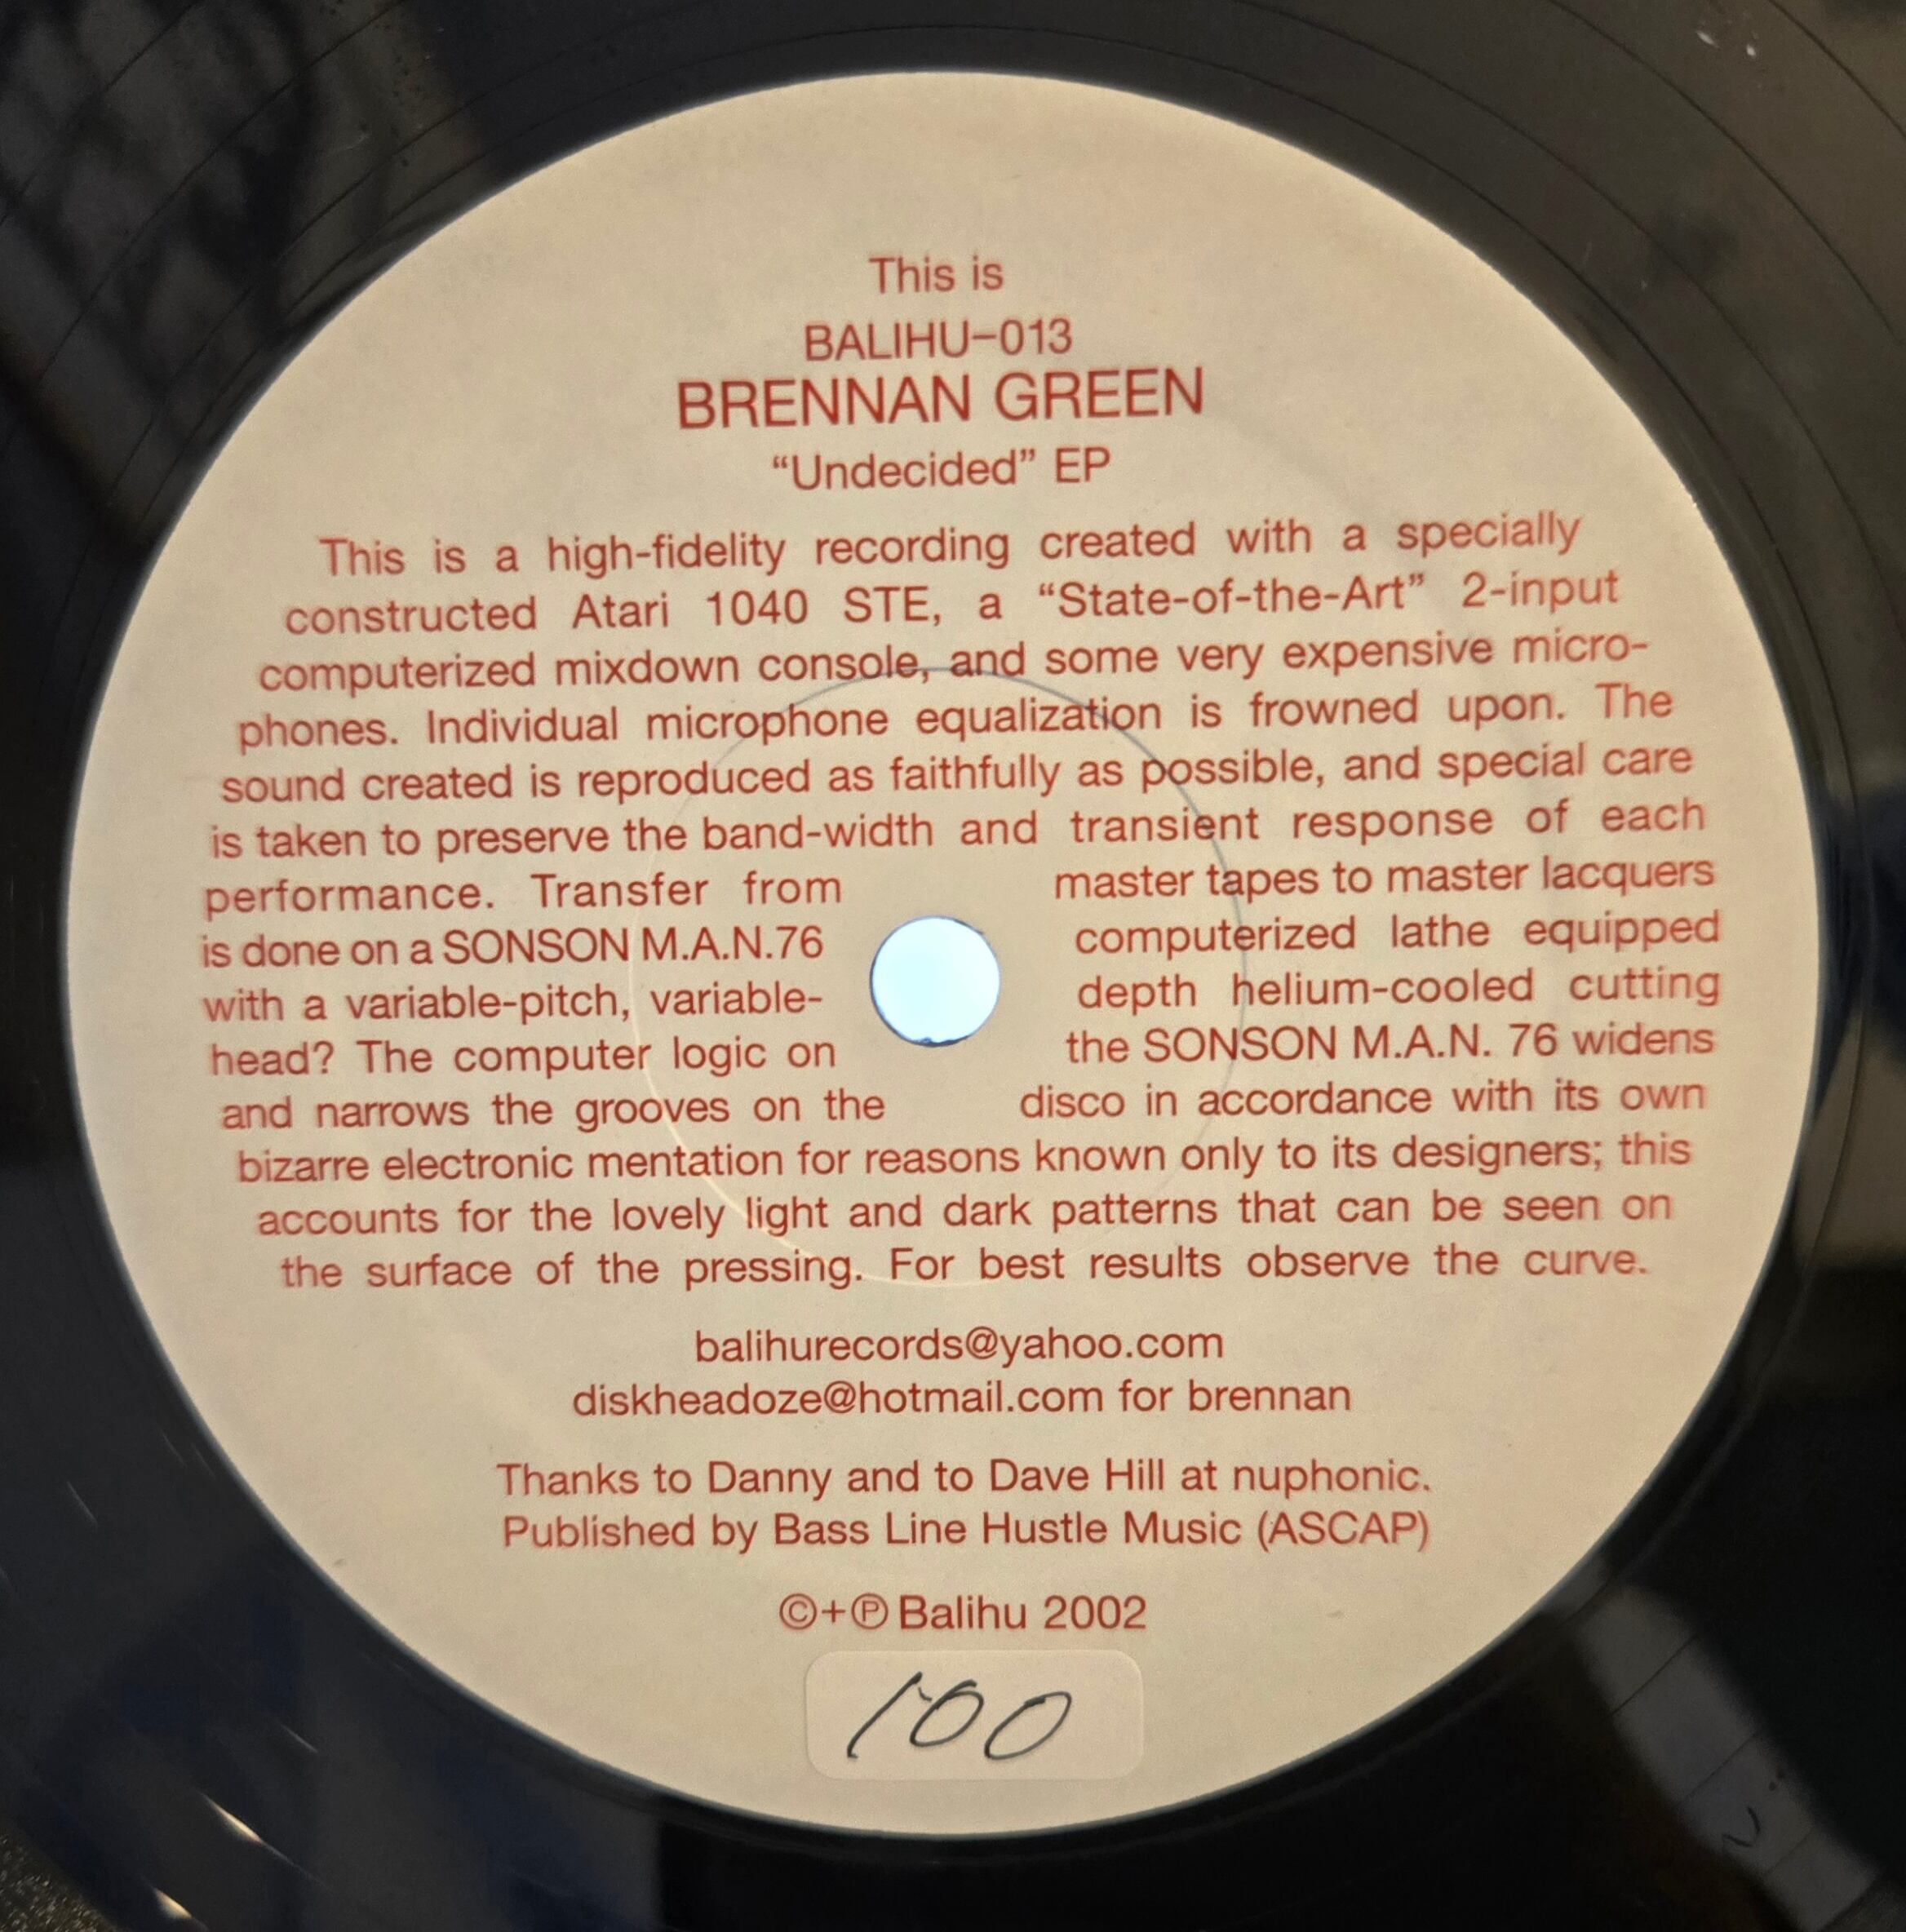 This is
BALIHU–013
BRENNAN GREEN
“Undecided” EP
This is a high-fidelity recording created with a specially
constructed Atari 1040 STE, a “State-of-the-Art” 2-input
computerized mixdown console, and some very expensive micro-
phones. Individual microphone equalization is frowned upon. The
sound created is reproduced as faithfully as possible, and special care
is taken to preserve the band-width and transient response of each
performance. Transfer from master tapes to master lacquers
is done on a SONSON M.A.N.76 computerized lathe equipped
with a variable-pitch, variable- depth helium-cooled cutting
head? The computer logic on the SONSON M.A.N. 76 widens
and narrows the grooves on the disco in accordance with its own
bizarre electronic mentation for reasons known only to its designers; this
accounts for the lovely light and dark patterns that can be seen on
the surface of the pressing. For best results observe the curve.
balihurecords@yahoo.com
diskheadoze@hotmail.com for brennan
Thanks to Danny and to Dave Hill at nuphonic.
Published by Bass Line Hustle Music (ASCAP)
©+℗ Balihu 2002
100